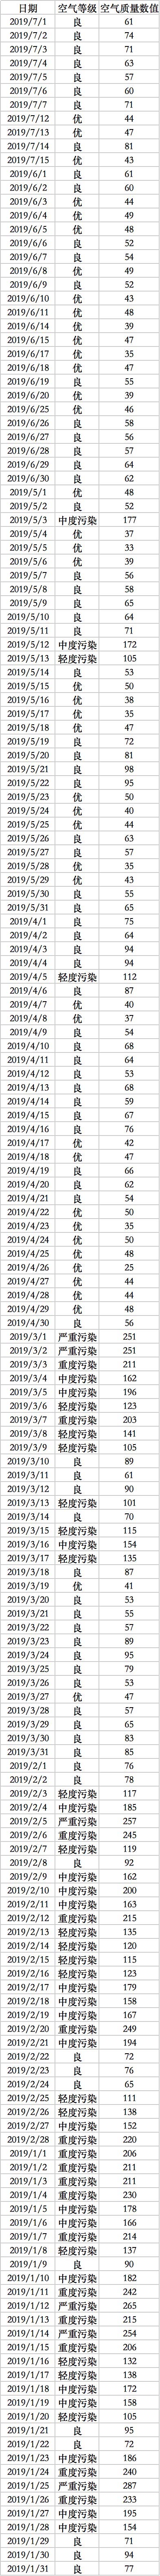 日期 空气等级 空气质量数值
2019/7/1 良 61
2019/7/2 良 74
2019/7/3 良 71
2019/7/4 良 63
2019/7/5 良 57
2019/7/6 良 60
2019/7/7 良 71
2019/7/12 优 44
2019/7/13 优 47
2019/7/14 良 81
2019/7/15 优 43
2019/6/1 良 61
2019/6/2 良 60
2019/6/3 优 44
2019/6/4 优 49
2019/6/5 优 48
2019/6/6 良 52
2019/6/7 良 54
2019/6/8 优 49
2019/6/9 良 52
2019/6/10 优 43
2019/6/11 优 48
2019/6/14 优 39
2019/6/15 优 47
2019/6/17 优 35
2019/6/18 优 47
2019/6/19 良 55
2019/6/20 优 39
2019/6/25 优 46
2019/6/26 良 58
2019/6/27 良 56
2019/6/28 良 57
2019/6/29 良 64
2019/6/30 良 62
2019/5/1 优 48
2019/5/2 良 52
2019/5/3 中度污染 177
2019/5/4 优 37
2019/5/5 优 33
2019/5/6 优 39
2019/5/7 良 56
2019/5/8 良 58
2019/5/9 良 65
2019/5/10 良 64
2019/5/11 良 71
2019/5/12 中度污染 172
2019/5/13 轻度污染 105
2019/5/14 良 53
2019/5/15 优 50
2019/5/16 优 38
2019/5/17 优 35
2019/5/18 优 47
2019/5/19 良 72
2019/5/20 良 81
2019/5/21 良 98
2019/5/22 良 95
2019/5/23 优 50
2019/5/24 优 40
2019/5/25 优 44
2019/5/26 良 63
2019/5/27 良 57
2019/5/28 优 35
2019/5/29 优 43
2019/5/30 良 55
2019/5/31 良 65
2019/4/1 良 75
2019/4/2 良 64
2019/4/3 良 94
2019/4/4 良 94
2019/4/5 轻度污染 112
2019/4/6 良 87
2019/4/7 优 40
2019/4/8 优 37
2019/4/9 良 54
2019/4/10 良 68
2019/4/11 良 64
2019/4/12 良 53
2019/4/13 良 68
2019/4/14 良 59
2019/4/15 良 67
2019/4/16 良 76
2019/4/17 优 42
2019/4/18 优 47
2019/4/19 良 66
2019/4/20 良 62
2019/4/21 良 54
2019/4/22 优 50
2019/4/23 优 35
2019/4/24 优 50
2019/4/25 优 48
2019/4/26 优 25
2019/4/27 优 44
2019/4/28 优 44
2019/4/29 优 48
2019/4/30 良 56
2019/3/1 严重污染 251
2019/3/2 严重污染 251
2019/3/3 重度污染 211
2019/3/4 中度污染 162
2019/3/5 中度污染 196
2019/3/6 轻度污染 123
2019/3/7 重度污染 203
2019/3/8 轻度污染 141
2019/3/9 轻度污染 105
2019/3/10 良 89
2019/3/11 良 61
2019/3/12 良 90
2019/3/13 轻度污染 101
2019/3/14 良 70
2019/3/15 轻度污染 115
2019/3/16 中度污染 154
2019/3/17 轻度污染 135
2019/3/18 良 87
2019/3/19 优 41
2019/3/20 良 53
2019/3/21 良 55
2019/3/22 良 57
2019/3/23 良 89
2019/3/24 良 95
2019/3/25 良 79
2019/3/26 良 53
2019/3/27 优 47
2019/3/28 良 57
2019/3/29 良 65
2019/3/30 良 83
2019/3/31 良 85
2019/2/1 良 76
2019/2/2 良 78
2019/2/3 轻度污染 117
2019/2/4 中度污染 185
2019/2/5 严重污染 257
2019/2/6 重度污染 245
2019/2/7 轻度污染 119
2019/2/8 良 92
2019/2/9 中度污染 162
2019/2/10 中度污染 200
2019/2/11 中度污染 163
2019/2/12 重度污染 215
2019/2/13 轻度污染 135
2019/2/14 轻度污染 120
2019/2/15 轻度污染 115
2019/2/16 轻度污染 123
2019/2/17 中度污染 179
2019/2/18 中度污染 158
2019/2/19 中度污染 167
2019/2/20 重度污染 249
2019/2/21 中度污染 194
2019/2/22 良 72
2019/2/23 良 76
2019/2/24 良 65
2019/2/25 轻度污染 111
2019/2/26 轻度污染 138
2019/2/27 中度污染 152
2019/2/28 重度污染 220
2019/1/1 重度污染 206
2019/1/2 重度污染 211
2019/1/3 重度污染 211
2019/1/4 重度污染 230
2019/1/5 中度污染 178
2019/1/6 中度污染 166
2019/1/7 重度污染 214
2019/1/8 轻度污染 137
2019/1/9 良 90
2019/1/10 中度污染 182
2019/1/11 重度污染 242
2019/1/12 严重污染 265
2019/1/13 重度污染 215
2019/1/14 严重污染 254
2019/1/15 重度污染 206
2019/1/16 轻度污染 132
2019/1/17 轻度污染 138
2019/1/18 中度污染 172
2019/1/19 中度污染 158
2019/1/20 轻度污染 105
2019/1/21 良 95
2019/1/22 良 72
2019/1/23 中度污染 186
2019/1/24 重度污染 240
2019/1/25 严重污染 287
2019/1/26 重度污染 233
2019/1/27 中度污染 195
2019/1/28 中度污染 154
2019/1/29 良 71
2019/1/30 良 94
2019/1/31 良 77